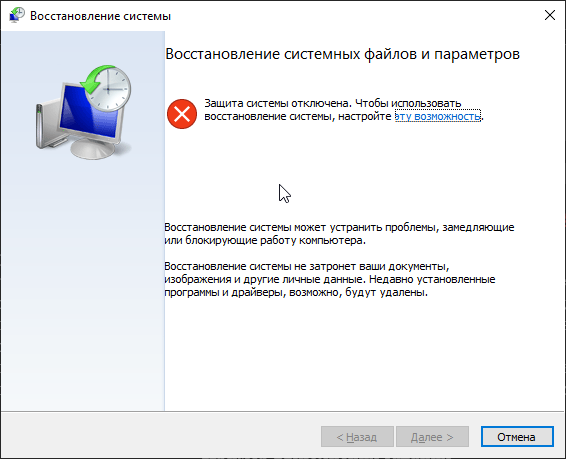 Восстановление системы
Восстановление системных файлов и параметров
Защита системы отключена. Чтобы использовать
восстановление системы, настройте эту возможность.
Восстановление системы может устранить проблемы, замедляющие
или блокирующие работу компьютера.
Восстановление системы не затронет ваши документы,
изображения и другие личные данные. Недавно установленные
программы и драйверы, возможно, будут удалены.
< Назад
Далее >
Отмена